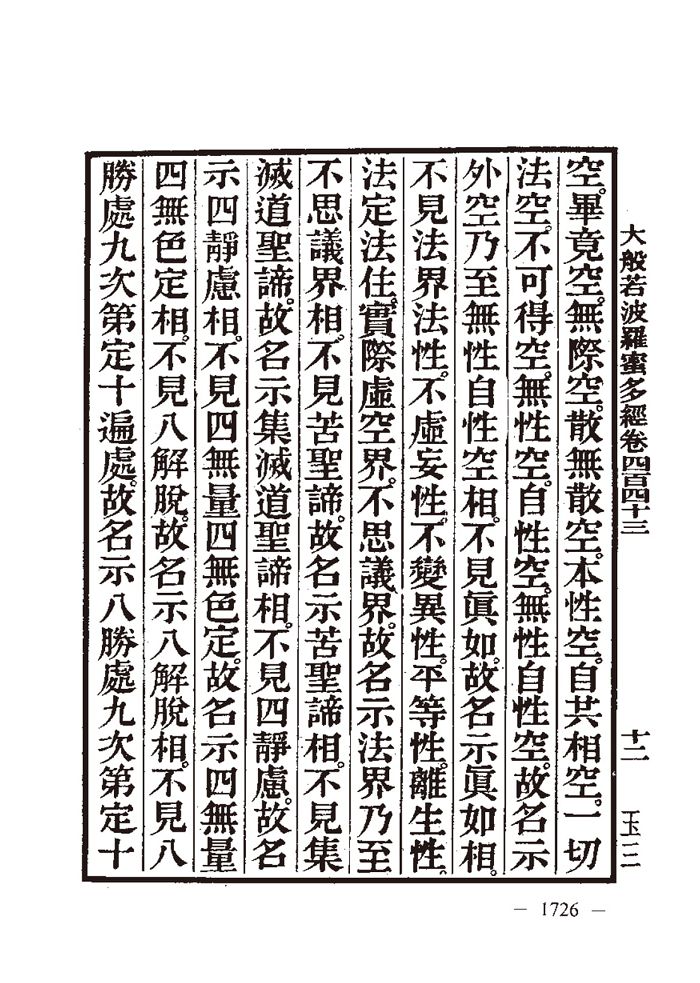 大般若波羅蜜多經卷四百四十三
十二
玉三
空。畢竟空。無際空。散無散空。本性空。自共相空。一切
法空。不可得空。無性空。自性空。無性自性空。故名示
外空乃至無性自性空相。不見眞如。故名示眞如相。
不見法界法性。不虛妄性。不變異性。平等性。離生性。
法定法住。實際虛空界。不思議界。故名示法界乃至
不思議界相。不見苦聖諦。故名示苦聖諦相。不見集
滅道聖諦。故名示集滅道聖諦相。不見四靜慮。故名
示四靜慮相。不見四無量四無色定。故名示四無量
四無色定相。不見八解脫。故名示八解脫相。不見八
勝處九次第定十遍處。故名示八勝處九次第定十
— 1726 —